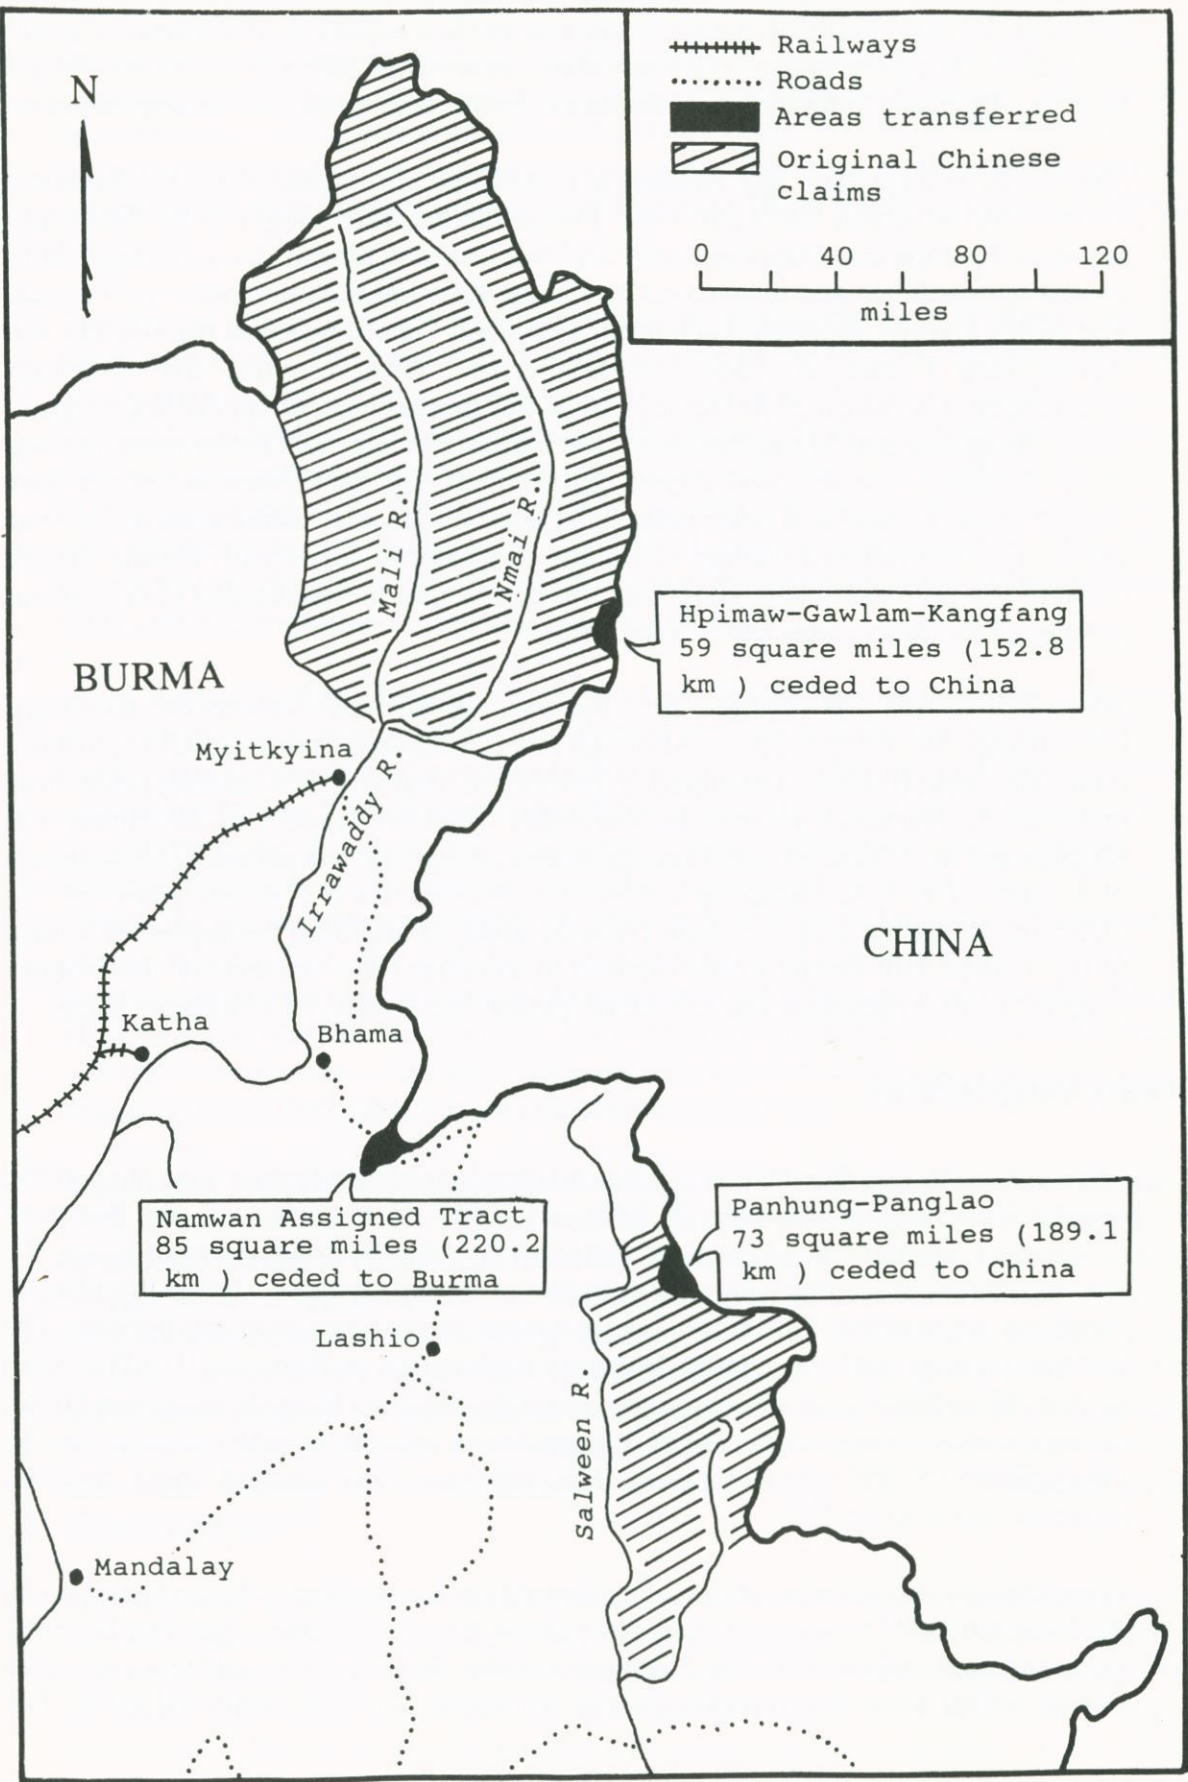 N
Railways
Roads
Areas transferred
Original Chinese
claims
0 40 80 120
miles
Mali R.
Nmai R.
Hpimaw-Gawlam-Kangfang
59 square miles (152.8
km ) ceded to China
BURMA
Myitkyina
Irrawaddy R.
CHINA
Katha
Bhama
Namwan Assigned Tract
85 square miles (220.2
km ) ceded to Burma
Panhung-Panglao
73 square miles (189.1
km ) ceded to China
Lashio
Salween R.
Mandalay